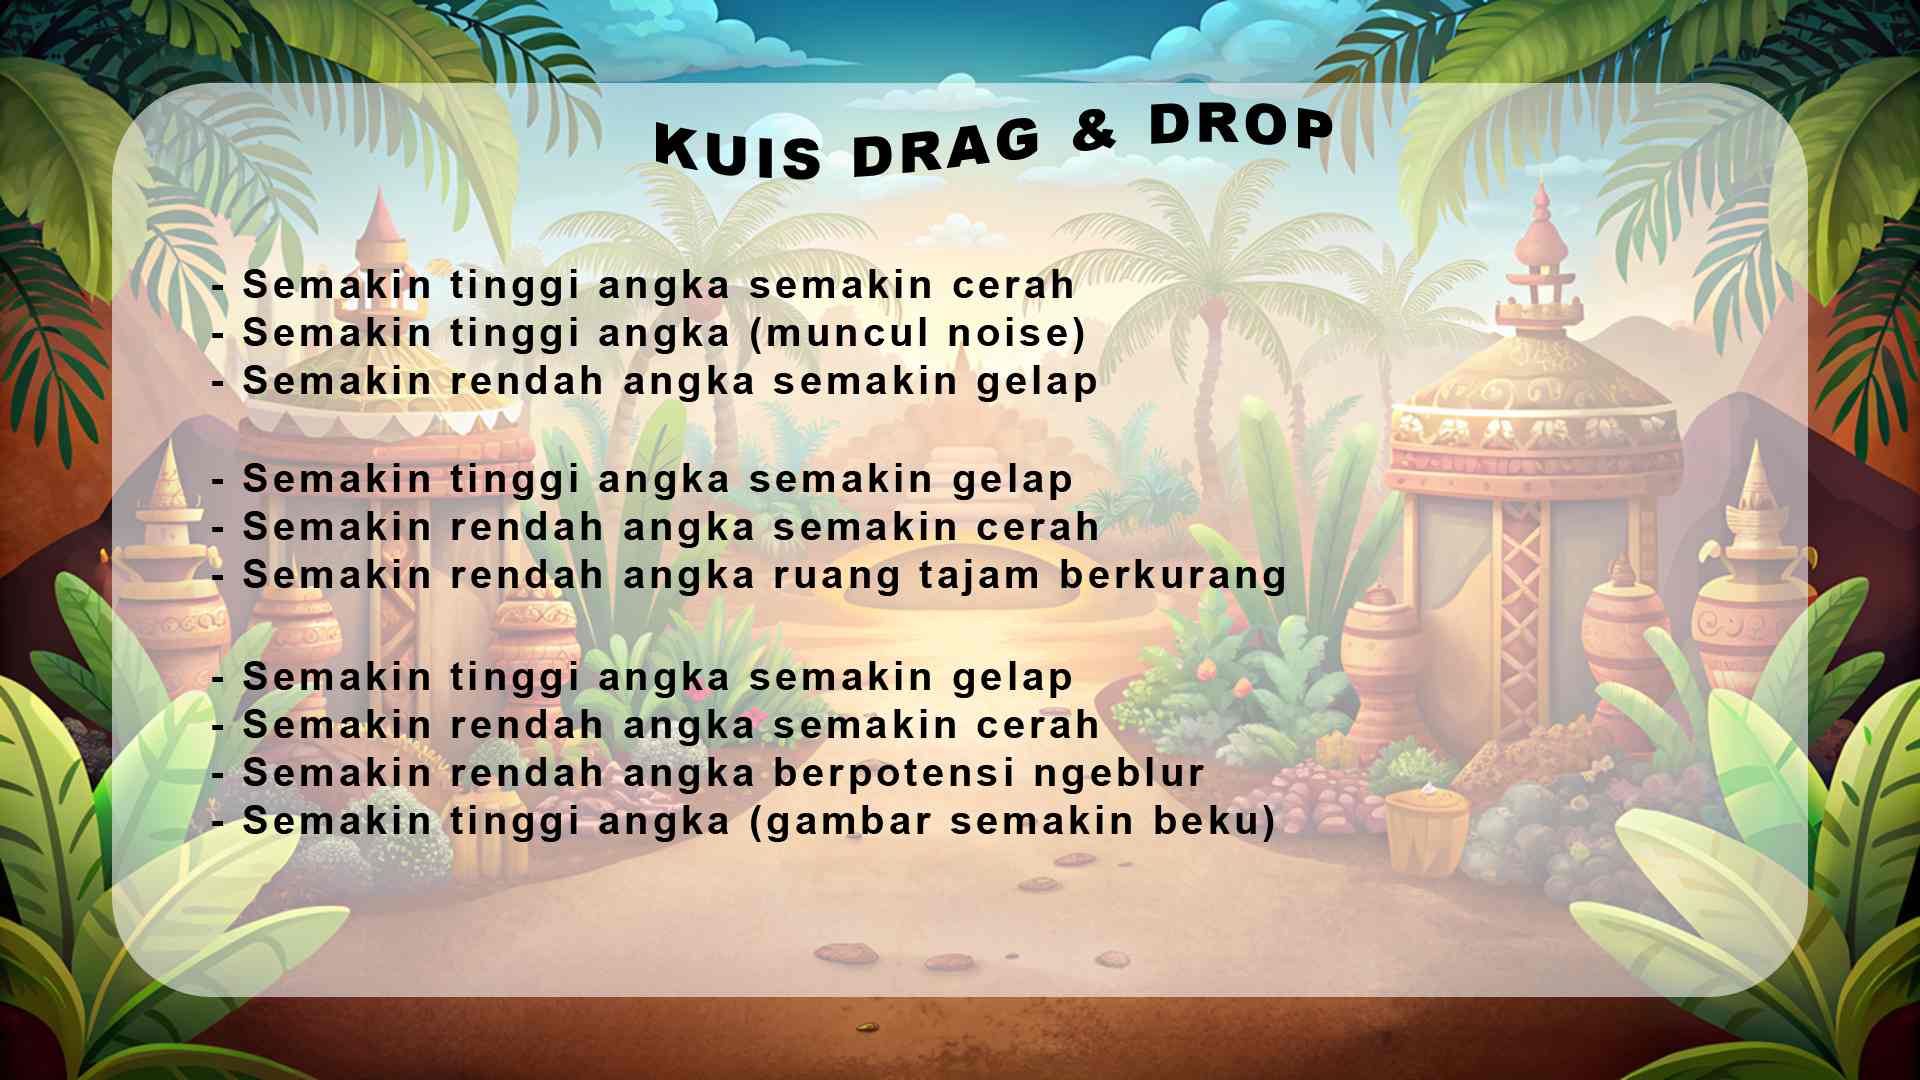 KUIS DRAG & DROP
- Semakin tinggi angka semakin cerah
- Semakin tinggi angka (muncul noise)
- Semakin rendah angka semakin gelap
- Semakin tinggi angka semakin gelap
- Semakin rendah angka semakin cerah
- Semakin rendah angka ruang tajam berkurang
- Semakin tinggi angka semakin gelap
- Semakin rendah angka semakin cerah
- Semakin rendah angka berpotensi ngeblur
- Semakin tinggi angka (gambar semakin beku)